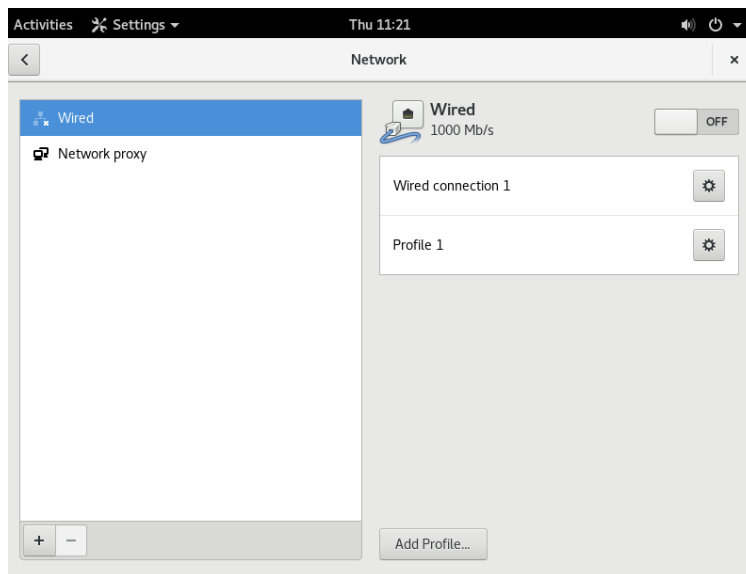 Activities Settings Thu 11:21
Network
Wired
Network proxy
Wired
1000 Mb/s
OFF
Wired connection 1
Profile 1
Add Profile...